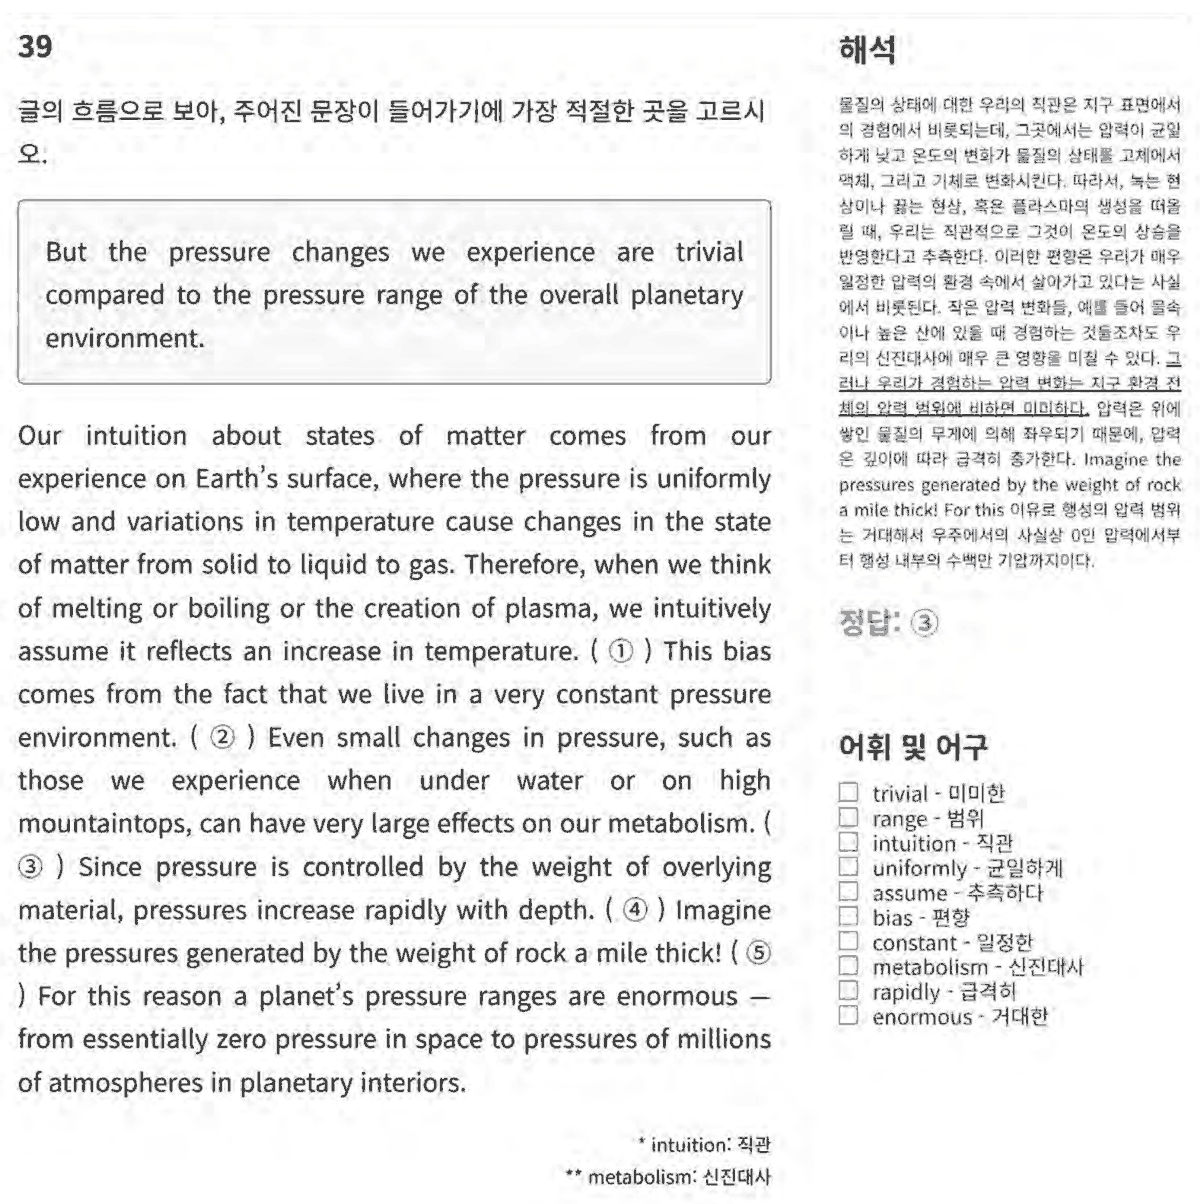 39
글의 흐름으로 보아, 주어진 문장이 들어가기에 가장 적절한 곳을 고르시
오.
But the pressure changes we experience are trivial
compared to the pressure range of the overall planetary
environment.
Our intuition about states of matter comes from our
experience on Earth's surface, where the pressure is uniformly
low and variations in temperature cause changes in the state
of matter from solid to liquid to gas. Therefore, when we think
of melting or boiling or the creation of plasma, we intuitively
assume it reflects an increase in temperature. ( ① ) This bias
comes from the fact that we live in a very constant pressure
environment. ( ② ) Even small changes in pressure, such as
those we experience when under water or on high
mountaintops, can have very large effects on our metabolism. (
③ ) Since pressure is controlled by the weight of overlying
material, pressures increase rapidly with depth. ( ④ ) Imagine
the pressures generated by the weight of rock a mile thick! ( ⑤
) For this reason a planet's pressure ranges are enormous —
from essentially zero pressure in space to pressures of millions
of atmospheres in planetary interiors.
* intuition: 직관
** metabolism: 신진대사
해석
물질의 상태에 대한 우리의 직관은 지구 표면에서
의 경험에서 비롯되는데, 그곳에서는 압력이 균일
하게 낮고 온도의 변화가 물질의 상태를 고체에서
액체, 그리고 기체로 변화시킨다. 따라서, 녹는 현
상이나 끓는 현상, 혹은 플라스마의 생성을 떠올
릴 때, 우리는 직관적으로 그것이 온도의 상승을
반영한다고 추측한다. 이러한 편향은 우리가 매우
일정한 압력의 환경 속에서 살아가고 있다는 사실
에서 비롯된다. 작은 압력 변화들, 예를 들어 물속
이나 높은 산에 있을 때 경험하는 것들조차도 우
리의 신진대사에 매우 큰 영향을 미칠 수 있다. 그
러나 우리가 경험하는 압력 변화는 지구 환경 전
체의 압력 범위에 비하면 미미하다. 압력은 위에
쌓인 물질의 무게에 의해 좌우되기 때문에, 압력
은 깊이에 따라 급격히 증가한다. Imagine the
pressures generated by the weight of rock
a mile thick! For this 이유로 행성의 압력 범위
는 거대해서 우주에서의 사실상 0인 압력에서부
터 행성 내부의 수백만 기압까지이다.
정답: ③
어휘 및 어구
□ trivial - 미미한
□ range - 범위
□ intuition - 직관
□ uniformly - 균일하게
□ assume - 추측하다
□ bias - 편향
□ constant - 일정한
□ metabolism - 신진대사
□ rapidly - 급격히
□ enormous - 거대한